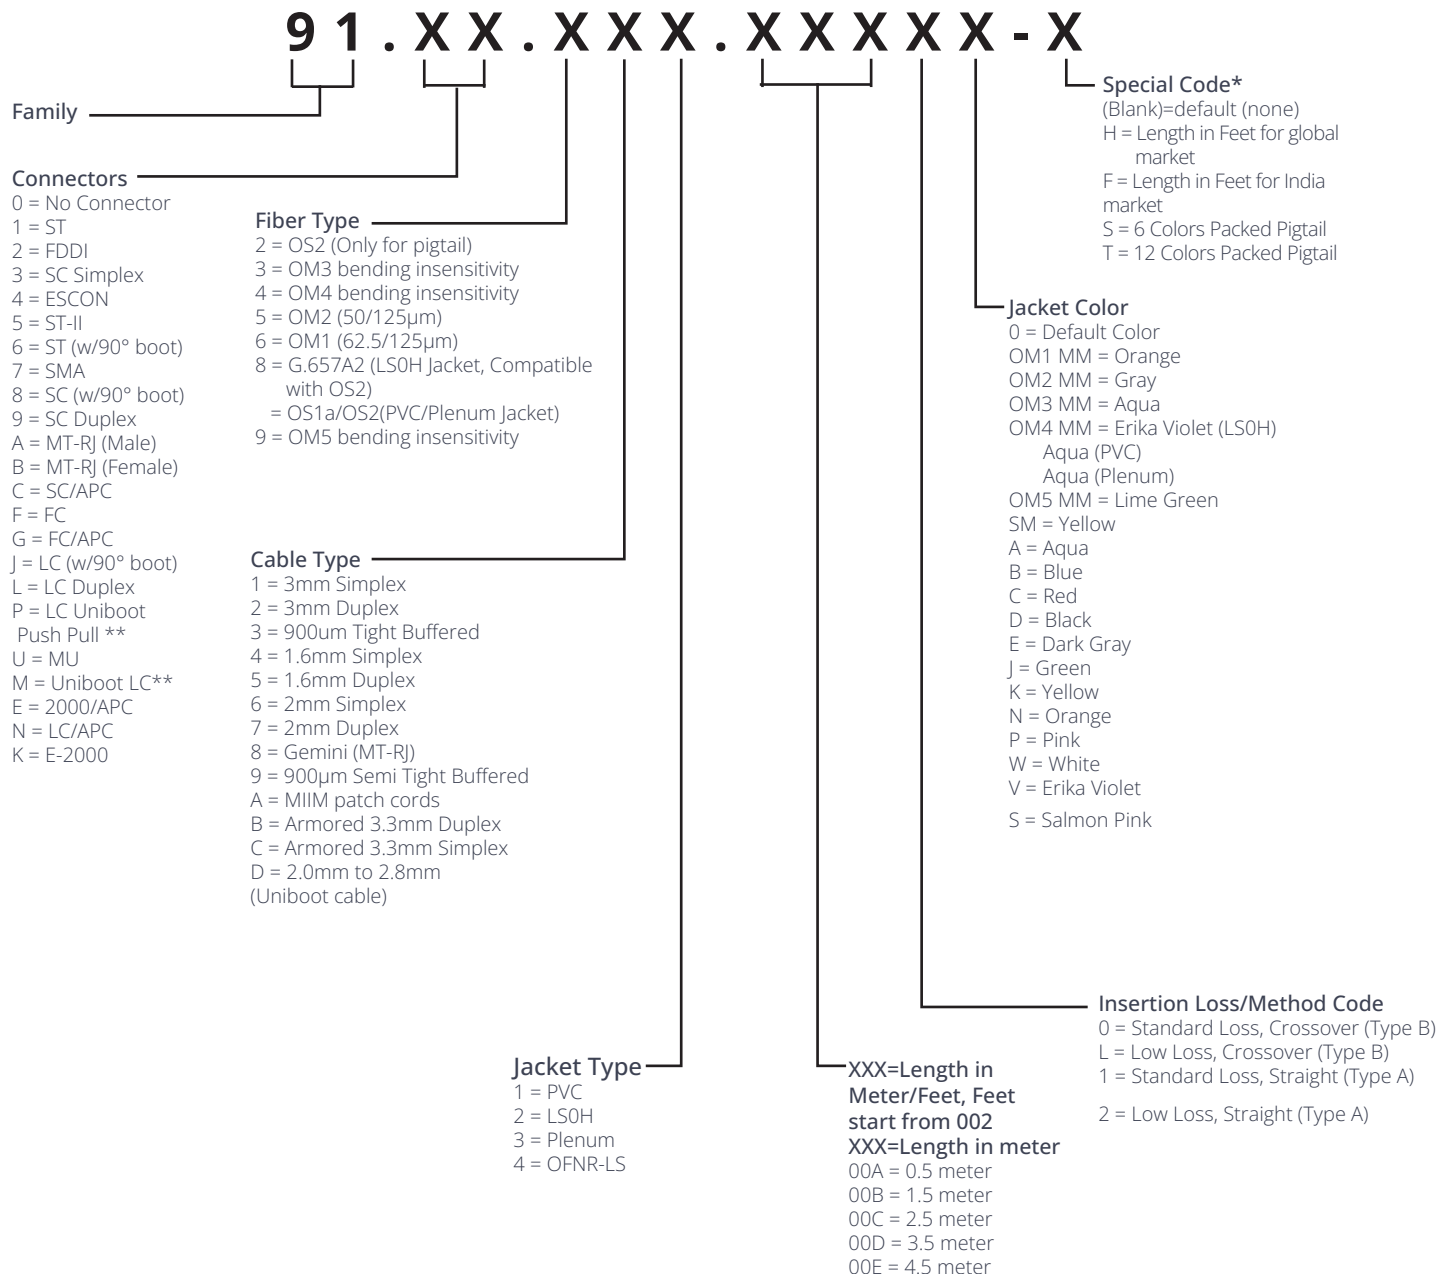 91.XX.XXX.XXXXX-X
Family
Connectors
0 = No Connector
1 = ST
2 = FDDI
3 = SC Simplex
4 = ESCON
5 = ST-II
6 = ST (w/90° boot)
7 = SMA
8 = SC (w/90° boot)
9 = SC Duplex
A = MT-RJ (Male)
B = MT-RJ (Female)
C = SC/APC
F = FC
G = FC/APC
J = LC (w/90° boot)
L = LC Duplex
P = LC Uniboot
Push Pull **
U = MU
M = Uniboot LC**
E = 2000/APC
N = LC/APC
K = E-2000
Fiber Type
2 = OS2 (Only for pigtail)
3 = OM3 bending insensitivity
4 = OM4 bending insensitivity
5 = OM2 (50/125µm)
6 = OM1 (62.5/125µm)
8 = G.657A2 (LS0H Jacket, Compatible
with OS2)
= OS1a/OS2(PVC/Plenum Jacket)
9 = OM5 bending insensitivity
Cable Type
1 = 3mm Simplex
2 = 3mm Duplex
3 = 900um Tight Buffered
4 = 1.6mm Simplex
5 = 1.6mm Duplex
6 = 2mm Simplex
7 = 2mm Duplex
8 = Gemini (MT-RJ)
9 = 900µm Semi Tight Buffered
A = MIIM patch cords
B = Armored 3.3mm Duplex
C = Armored 3.3mm Simplex
D = 2.0mm to 2.8mm
(Uniboot cable)
Jacket Type
1 = PVC
2 = LS0H
3 = Plenum
4 = OFNR-LS
XXX=Length in
Meter/Feet, Feet
start from 002
XXX=Length in meter
00A = 0.5 meter
00B = 1.5 meter
00C = 2.5 meter
00D = 3.5 meter
00E = 4.5 meter
Insertion Loss/Method Code
0 = Standard Loss, Crossover (Type B)
L = Low Loss, Crossover (Type B)
1 = Standard Loss, Straight (Type A)
2 = Low Loss, Straight (Type A)
Jacket Color
0 = Default Color
OM1 MM = Orange
OM2 MM = Gray
OM3 MM = Aqua
OM4 MM = Erika Violet (LS0H)
Aqua (PVC)
Aqua (Plenum)
OM5 MM = Lime Green
SM = Yellow
A = Aqua
B = Blue
C = Red
D = Black
E = Dark Gray
J = Green
K = Yellow
N = Orange
P = Pink
W = White
V = Erika Violet
S = Salmon Pink
Special Code*
(Blank)=default (none)
H = Length in Feet for global
market
F = Length in Feet for India
market
S = 6 Colors Packed Pigtail
T = 12 Colors Packed Pigtail